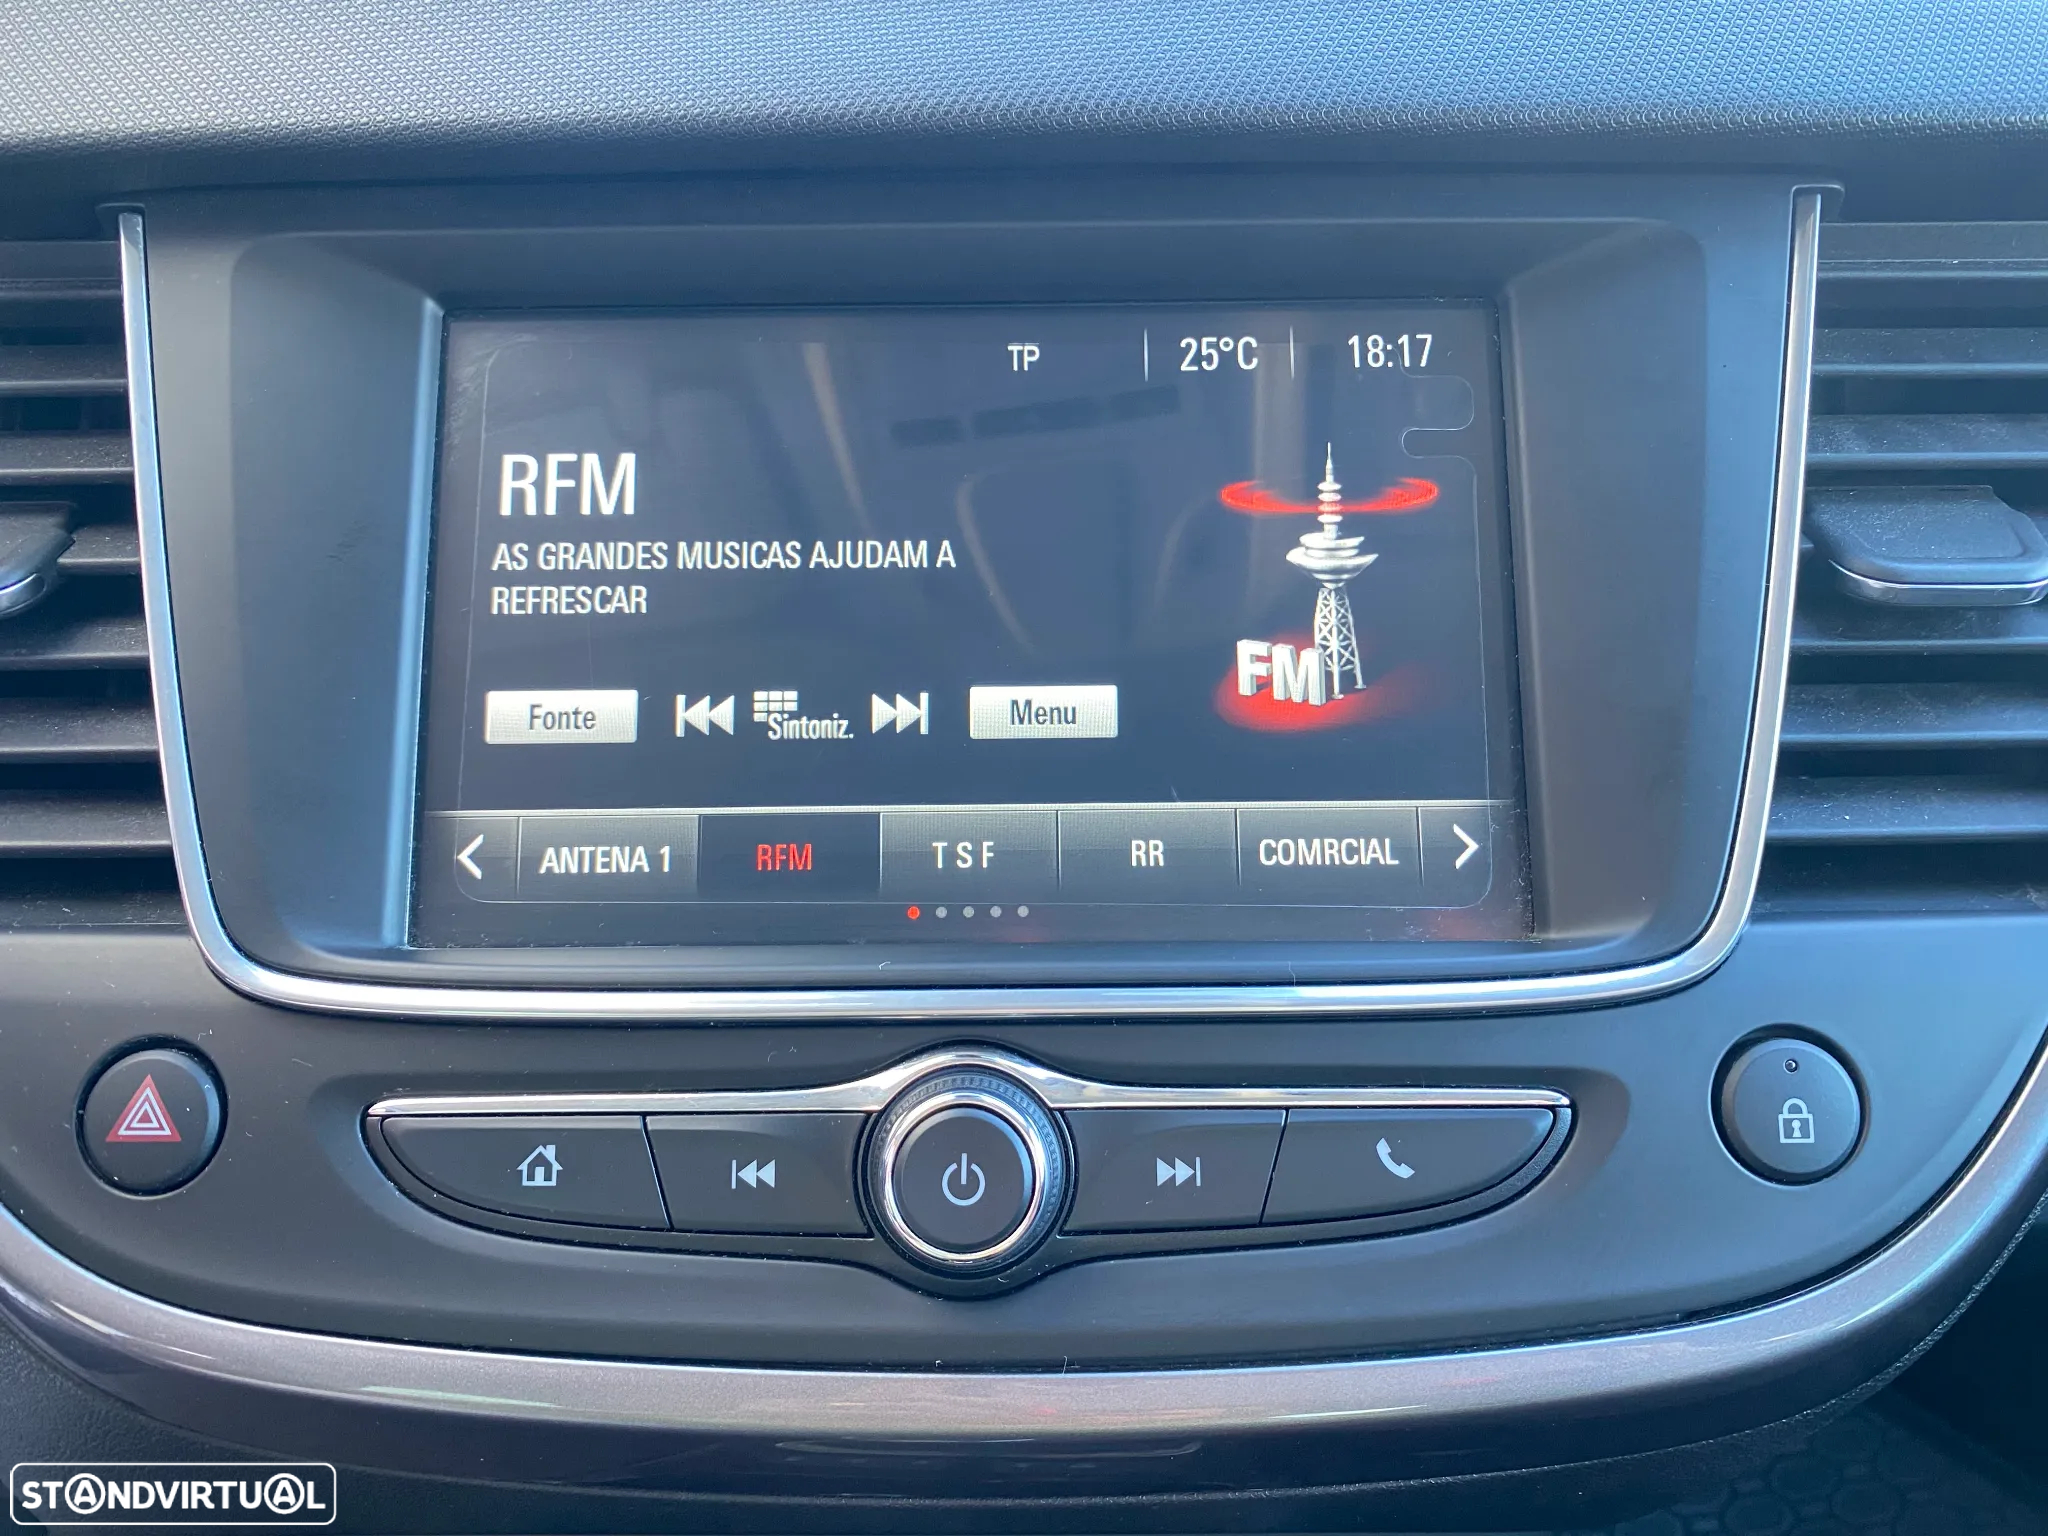 TP 25°C 18:17
RFM
AS GRANDES MUSICAS AJUDAM A
REFRESCAR
FM
Fonte Sintoniz. Menu
ANTENA 1 RFM T S F RR COMRCIAL
STANDVIRTUAL